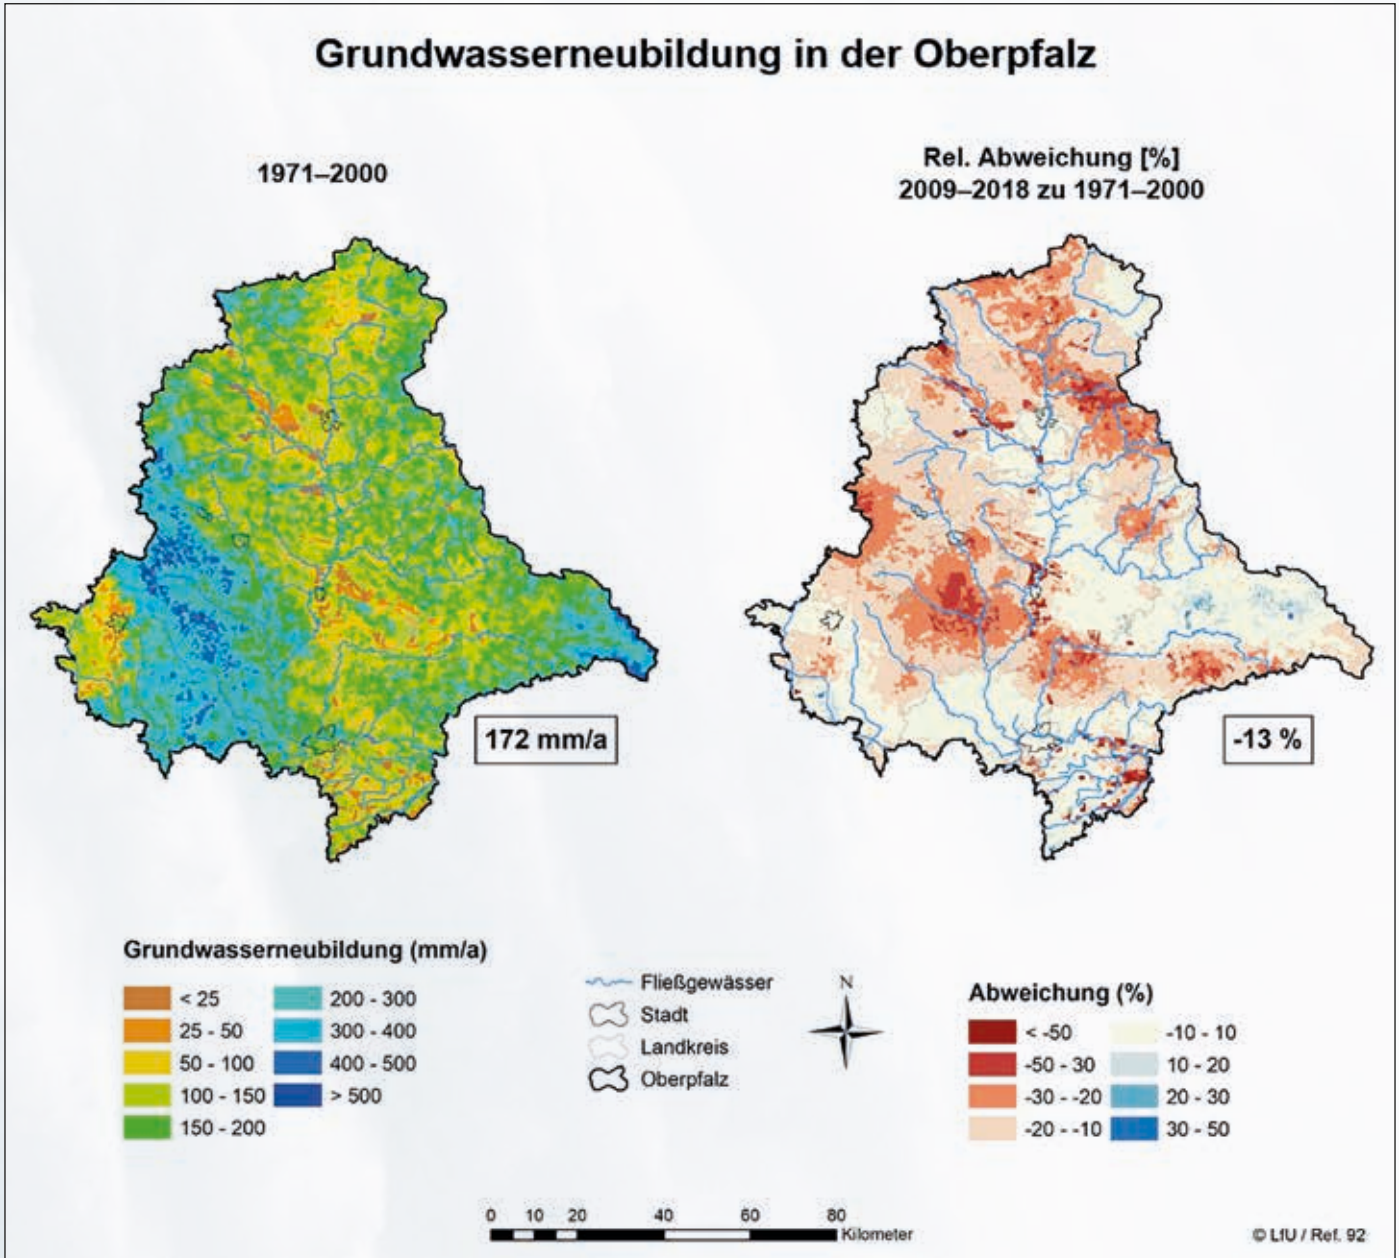 Grundwasserneubildung in der Oberpfalz
1971–2000
Rel. Abweichung [%]
2009–2018 zu 1971–2000
172 mm/a
-13 %
Grundwasserneubildung (mm/a)
< 25
25 - 50
50 - 100
100 - 150
150 - 200
200 - 300
300 - 400
400 - 500
> 500
Fließgewässer
Stadt
Landkreis
Oberpfalz
N
Abweichung (%)
< -50
-50 - 30
-30 - -20
-20 - -10
-10 - 10
10 - 20
20 - 30
30 - 50
0 10 20 40 60 80
Kilometer
© LfU / Ref. 92